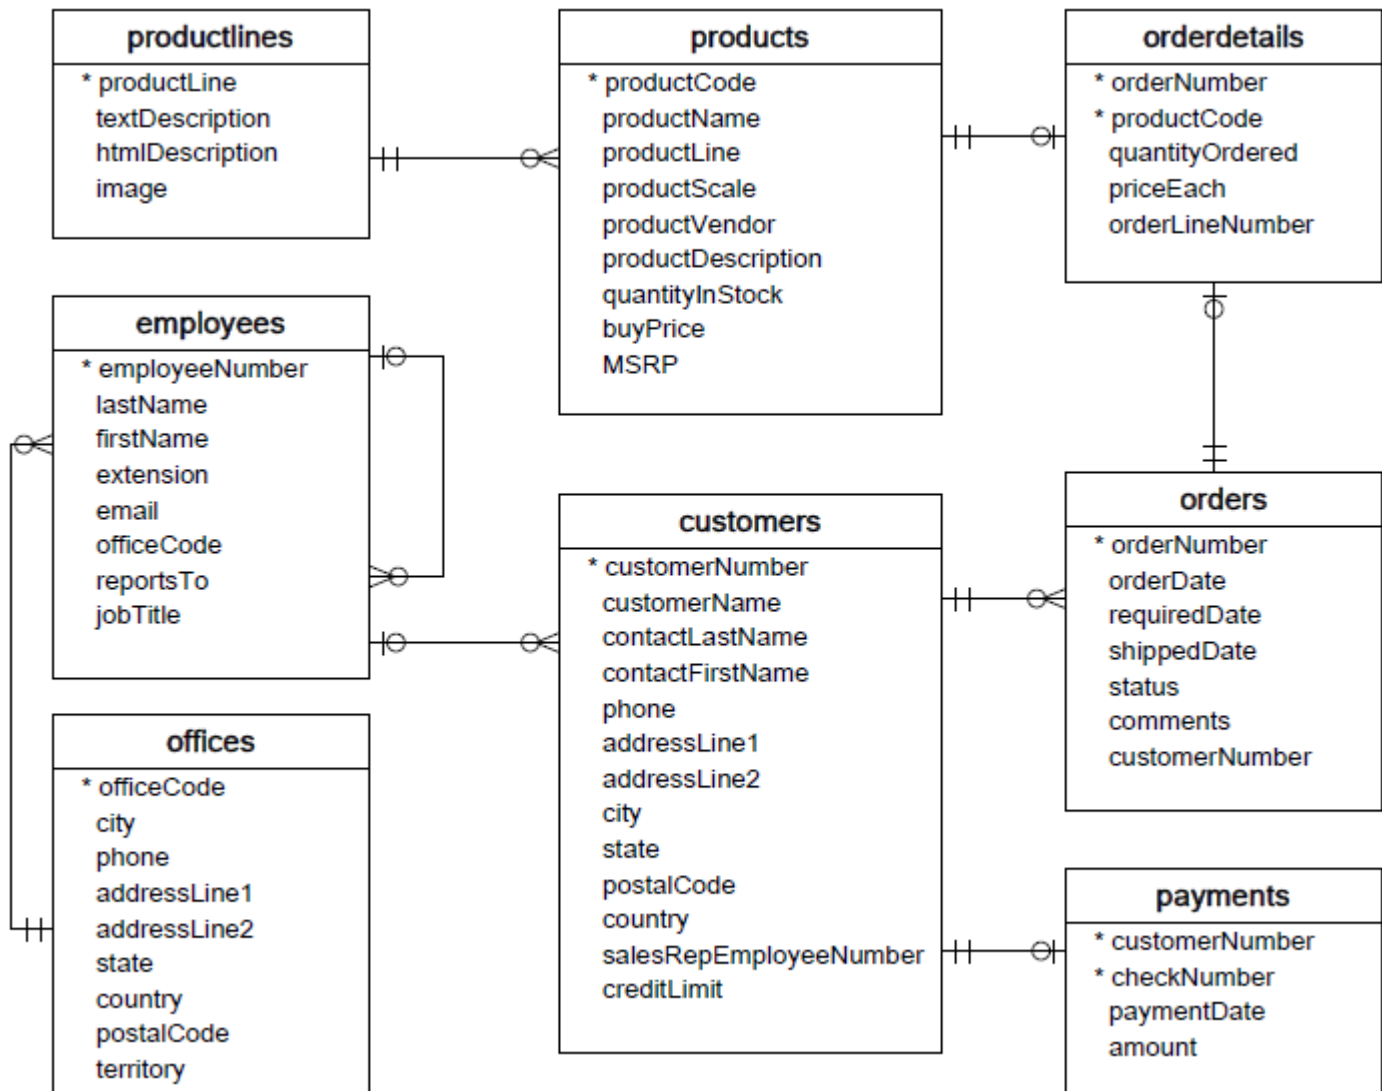 productlines
* productLine
textDescription
htmlDescription
image
products
* productCode
productName
productLine
productScale
productVendor
productDescription
quantityInStock
buyPrice
MSRP
orderdetails
* orderNumber
* productCode
quantityOrdered
priceEach
orderLineNumber
employees
* employeeNumber
lastName
firstName
extension
email
officeCode
reportsTo
jobTitle
customers
* customerNumber
customerName
contactLastName
contactFirstName
phone
addressLine1
addressLine2
city
state
postalCode
country
salesRepEmployeeNumber
creditLimit
orders
* orderNumber
orderDate
requiredDate
shippedDate
status
comments
customerNumber
offices
* officeCode
city
phone
addressLine1
addressLine2
state
country
postalCode
territory
payments
* customerNumber
* checkNumber
paymentDate
amount